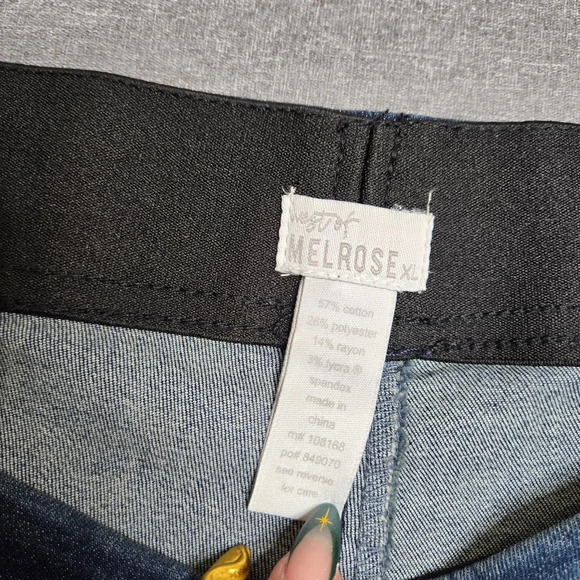 west of
MELROSE XL
57% cotton
26% polyester
14% rayon
3% lycra ®
spandex
made in
china
m# 108168
po# 849070
see reverse
for care